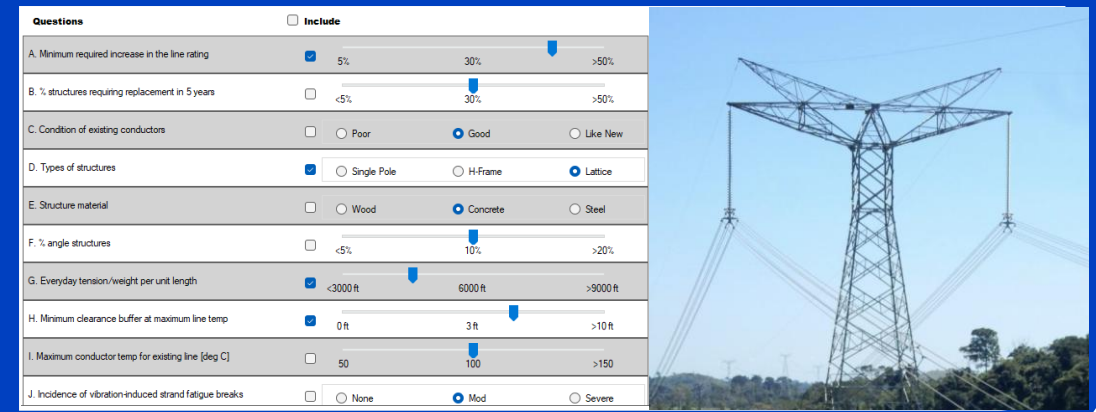 Questions Include
A. Minimum required increase in the line rating
5% 30% >50%
B. % structures requiring replacement in 5 years
<5% 30% >50%
C. Condition of existing conductors
Poor Good Like New
D. Types of structures
Single Pole H-Frame Lattice
E. Structure material
Wood Concrete Steel
F. % angle structures
<5% 10% >20%
G. Everyday tension/weight per unit length
<3000 ft 6000 ft >9000 ft
H. Minimum clearance buffer at maximum line temp
0 ft 3 ft >10 ft
I. Maximum conductor temp for existing line [deg C]
50 100 >150
J. Incidence of vibration-induced strand fatigue breaks
None Mod Severe